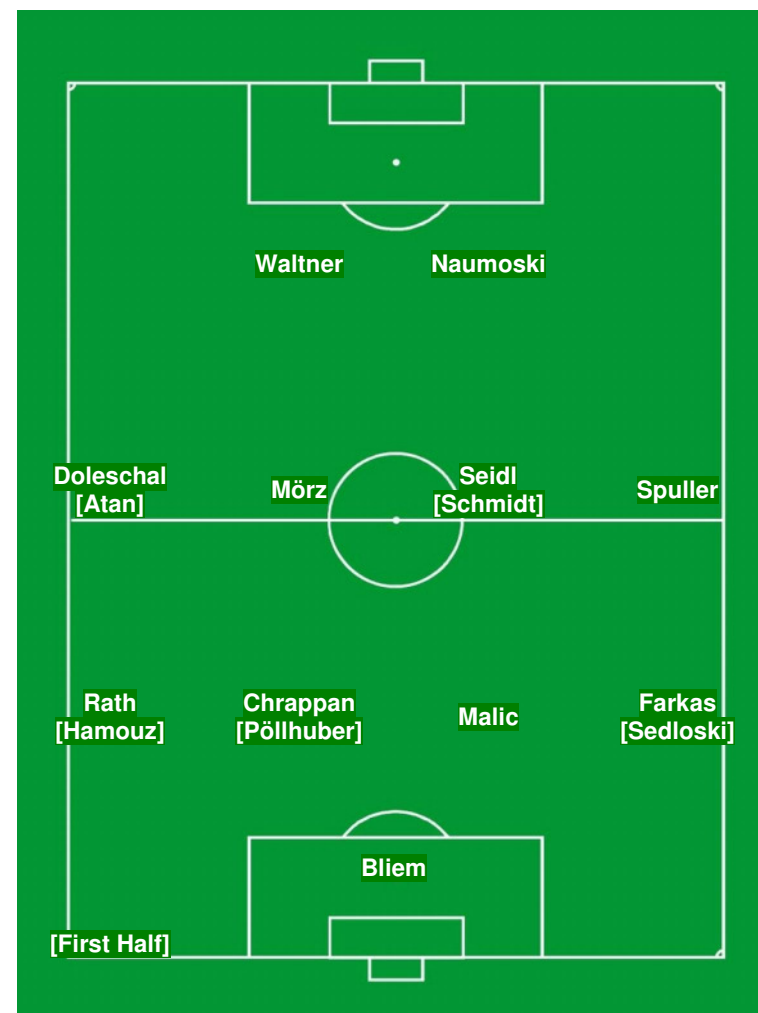 Waltner
Naumoski
Doleschal
[Atan]
Mörz
Seidl
[Schmidt]
Spuller
Rath
[Hamouz]
Chrappan
[Pöllhuber]
Malic
Farkas
[Sedloski]
Bliem
[First Half]